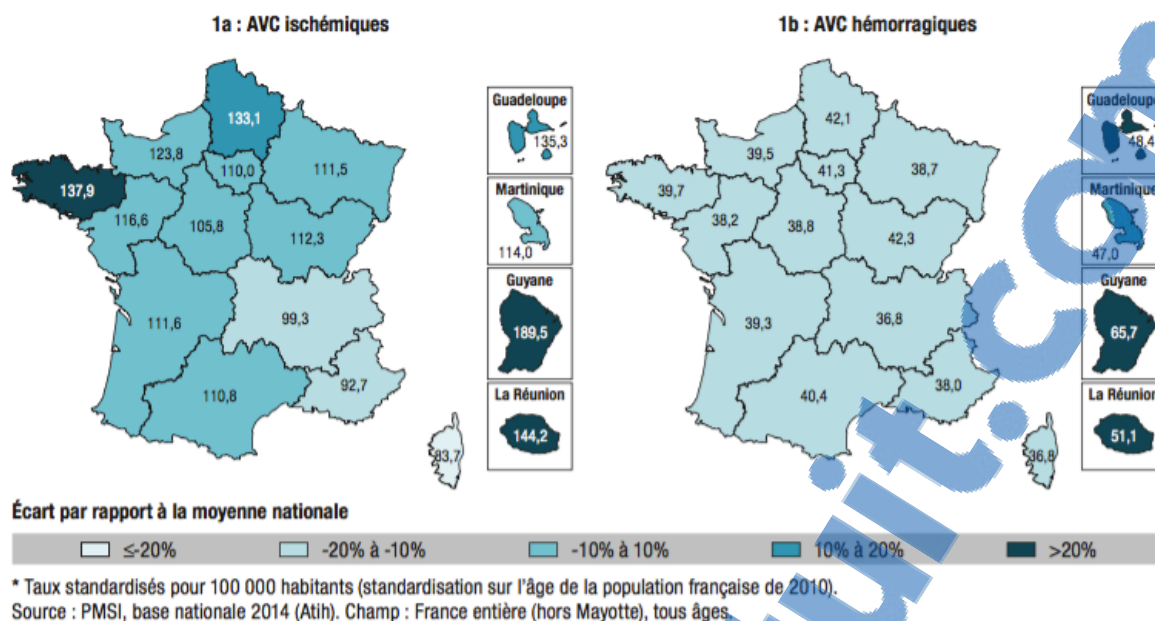 1a : AVC ischémiques
133,1
123,8
110,0
111,5
137,9
116,6
105,8
112,3
111,6
99,3
110,8
92,7
83,7
Guadeloupe
135,3
Martinique
114,0
Guyane
189,5
La Réunion
144,2
1b : AVC hémorragiques
42,1
39,5
41,3
38,7
39,7
38,2
38,8
42,3
39,3
36,8
40,4
38,0
36,8
Guadeloupe
48,4
Martinique
47,0
Guyane
65,7
La Réunion
51,1
Écart par rapport à la moyenne nationale
≤-20% -20% à -10% -10% à 10% 10% à 20% >20%
* Taux standardisés pour 100 000 habitants (standardisation sur l'âge de la population française de 2010).
Source : PMSI, base nationale 2014 (Atih). Champ : France entière (hors Mayotte), tous âges.
uit.com